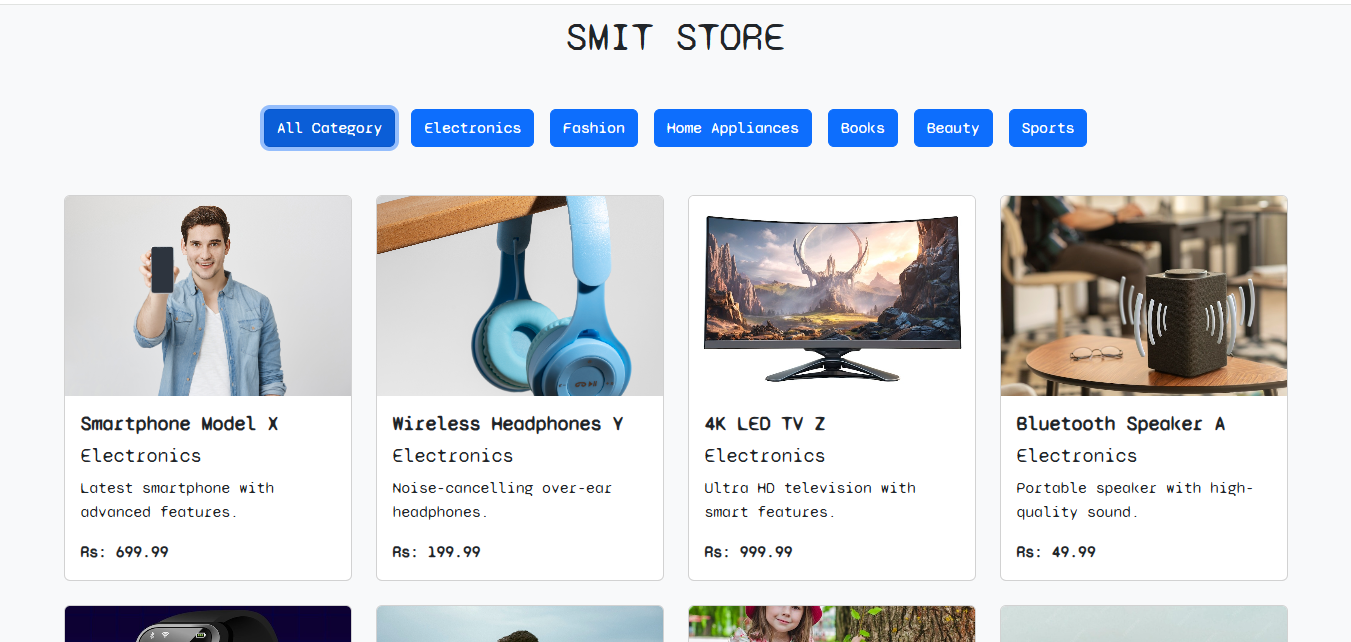 SMIT STORE
All Category Electronics Fashion Home Appliances Books Beauty Sports
Smartphone Model X
Electronics
Latest smartphone with
advanced features.
Rs: 699.99
Wireless Headphones Y
Electronics
Noise-cancelling over-ear
headphones.
Rs: 199.99
4K LED TV Z
Electronics
Ultra HD television with
smart features.
Rs: 999.99
Bluetooth Speaker A
Electronics
Portable speaker with high-
quality sound.
Rs: 49.99